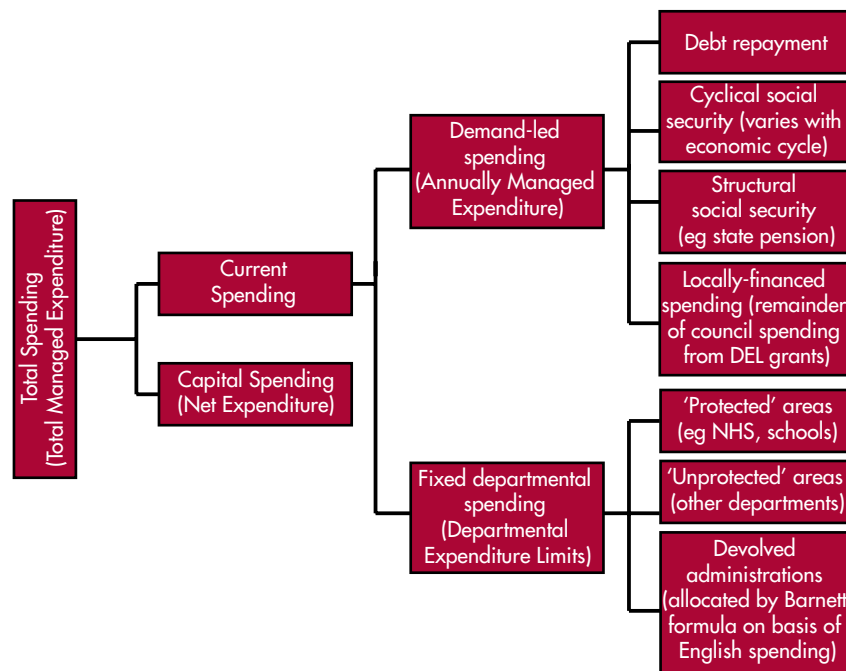 Total Spending
(Total Managed Expenditure)
Current
Spending
Capital Spending
(Net Expenditure)
Demand-led
spending
(Annually Managed
Expenditure)
Fixed departmental
spending
(Departmental
Expenditure Limits)
Debt repayment
Cyclical social
security (varies with
economic cycle)
Structural
social security
(eg state pension)
Locally-financed
spending (remainder
of council spending
from DEL grants)
‘Protected’ areas
(eg NHS, schools)
‘Unprotected’ areas
(other departments)
Devolved
administrations
(allocated by Barnett
formula on basis of
English spending)